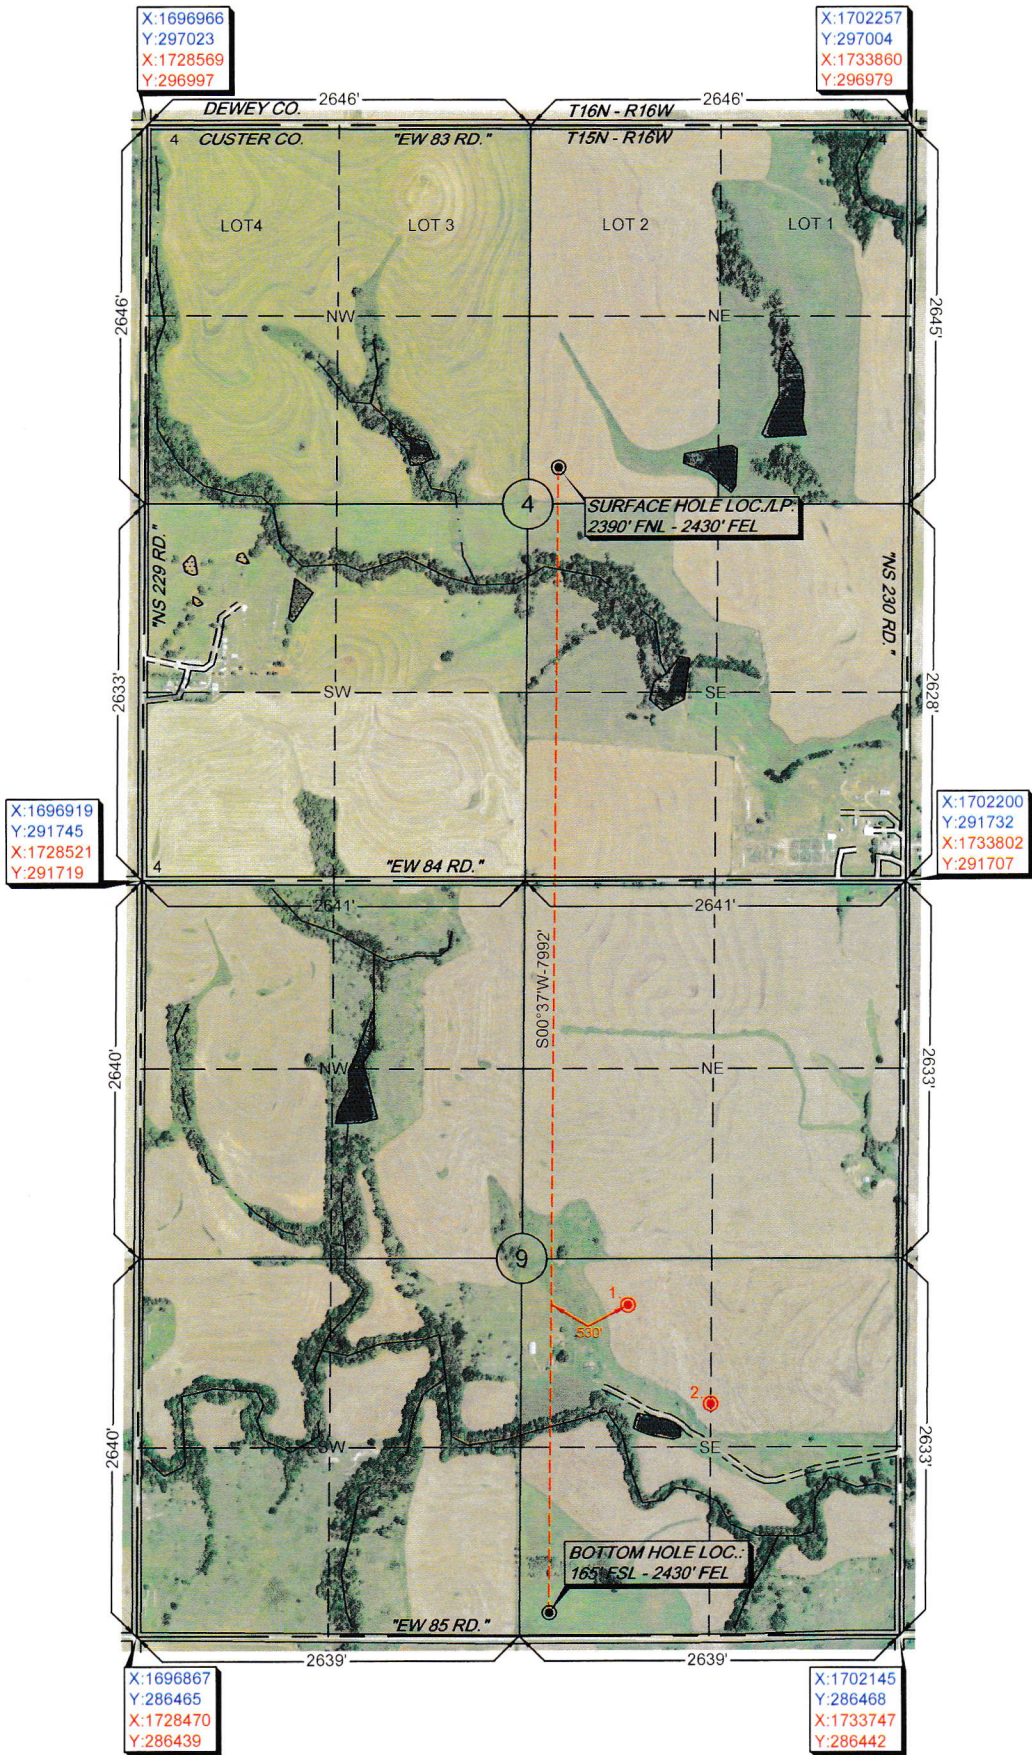 X:1696966
Y:297023
X:1728569
Y:296997
X:1702257
Y:297004
X:1733860
Y:296979
2646'
2646'
DEWEY CO.
T16N - R16W
4
CUSTER CO.
"EW 83 RD."
T15N - R16W
4
LOT4
LOT 3
LOT 2
LOT 1
2646'
NW
NE
2645'
4
SURFACE HOLE LOC./LP:
2390' FNL - 2430' FEL
"NS 229 RD."
"NS 230 RD."
2633'
SW
SE
2628'
X:1696919
Y:291745
X:1728521
Y:291719
X:1702200
Y:291732
X:1733802
Y:291707
4
"EW 84 RD."
2641'
2641'
S00°37'W-7992'
2640'
NW
NE
2633'
9
1.
530'
2.
2640'
SW
SE
2633'
BOTTOM HOLE LOC.:
165' FSL - 2430' FEL
"EW 85 RD."
2639'
2639'
X:1696867
Y:286465
X:1728470
Y:286439
X:1702145
Y:286468
X:1733747
Y:286442